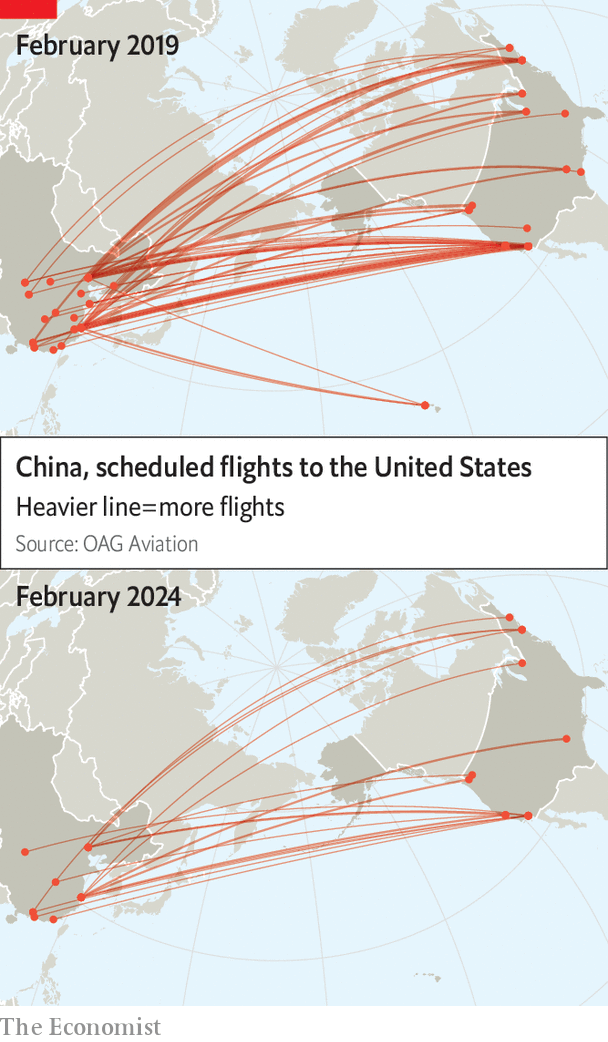 February 2019
China, scheduled flights to the United States
Heavier line=more flights
Source: OAG Aviation
February 2024
The Economist